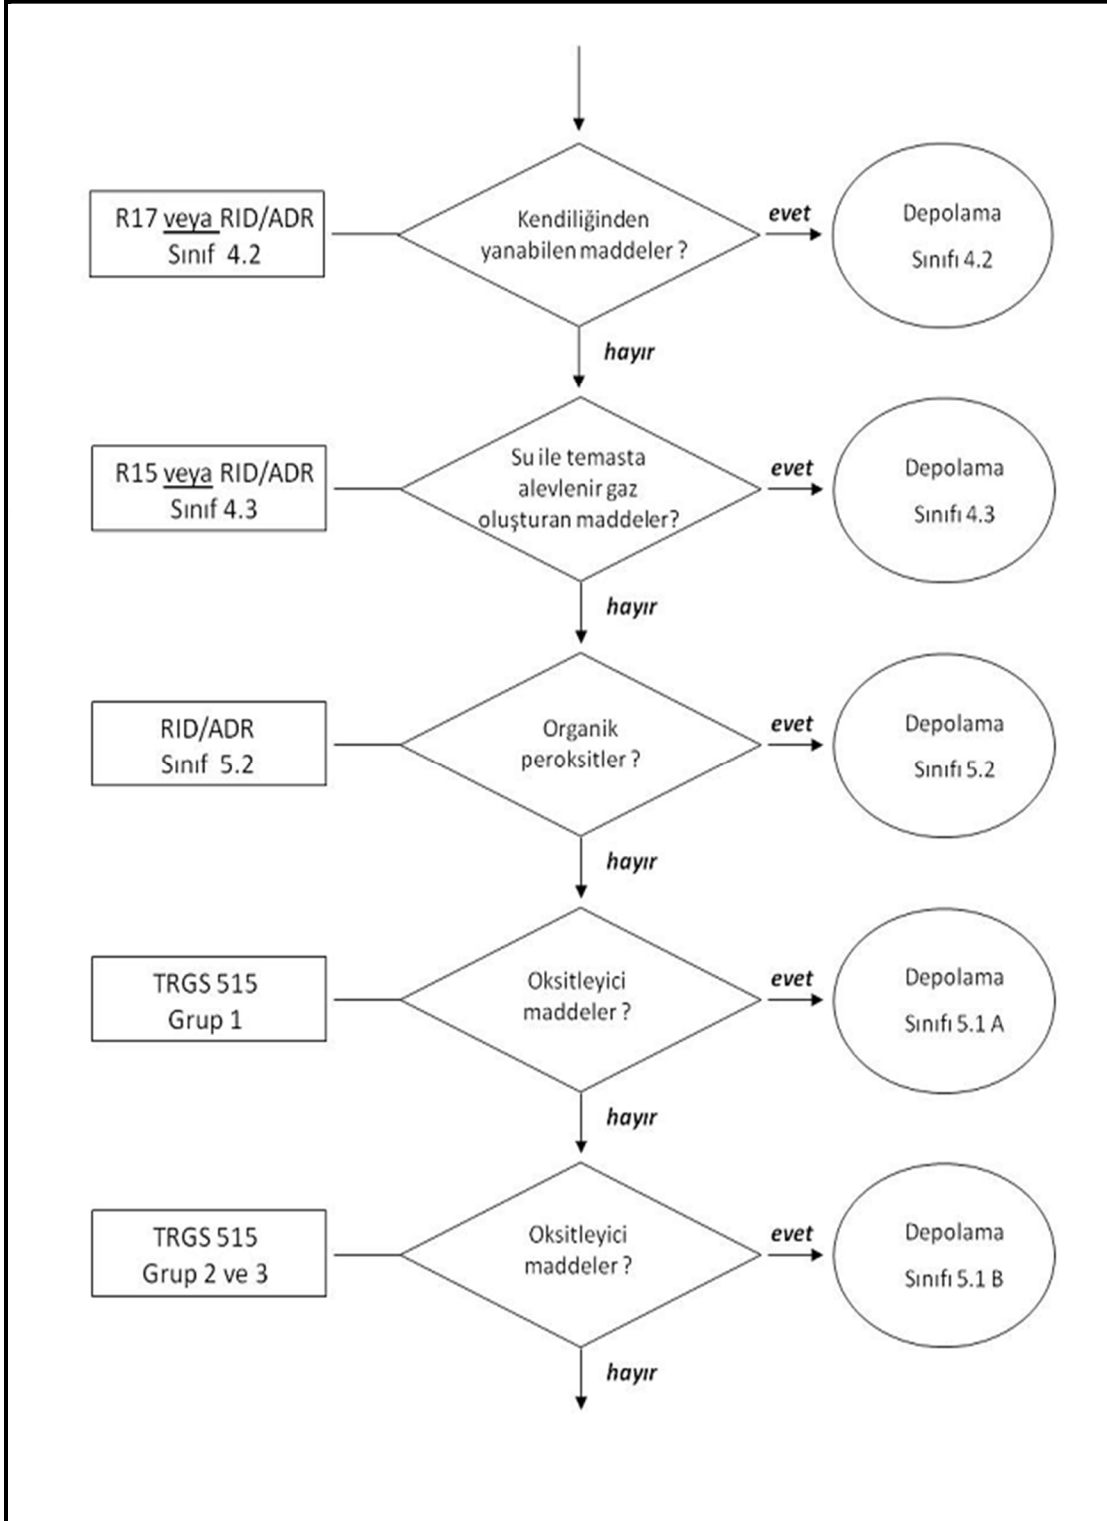 R17 veya RID/ADR
Sınıf 4.2
Kendiliğinden
yanabilen maddeler ?
evet
Depolama
Sınıfı 4.2
hayır
R15 veya RID/ADR
Sınıf 4.3
Su ile temasta
alevlenir gaz
oluşturan maddeler?
evet
Depolama
Sınıfı 4.3
hayır
RID/ADR
Sınıf 5.2
Organik
peroksitler ?
evet
Depolama
Sınıfı 5.2
hayır
TRGS 515
Grup 1
Oksitleyici
maddeler ?
evet
Depolama
Sınıfı 5.1 A
hayır
TRGS 515
Grup 2 ve 3
Oksitleyici
maddeler ?
evet
Depolama
Sınıfı 5.1 B
hayır